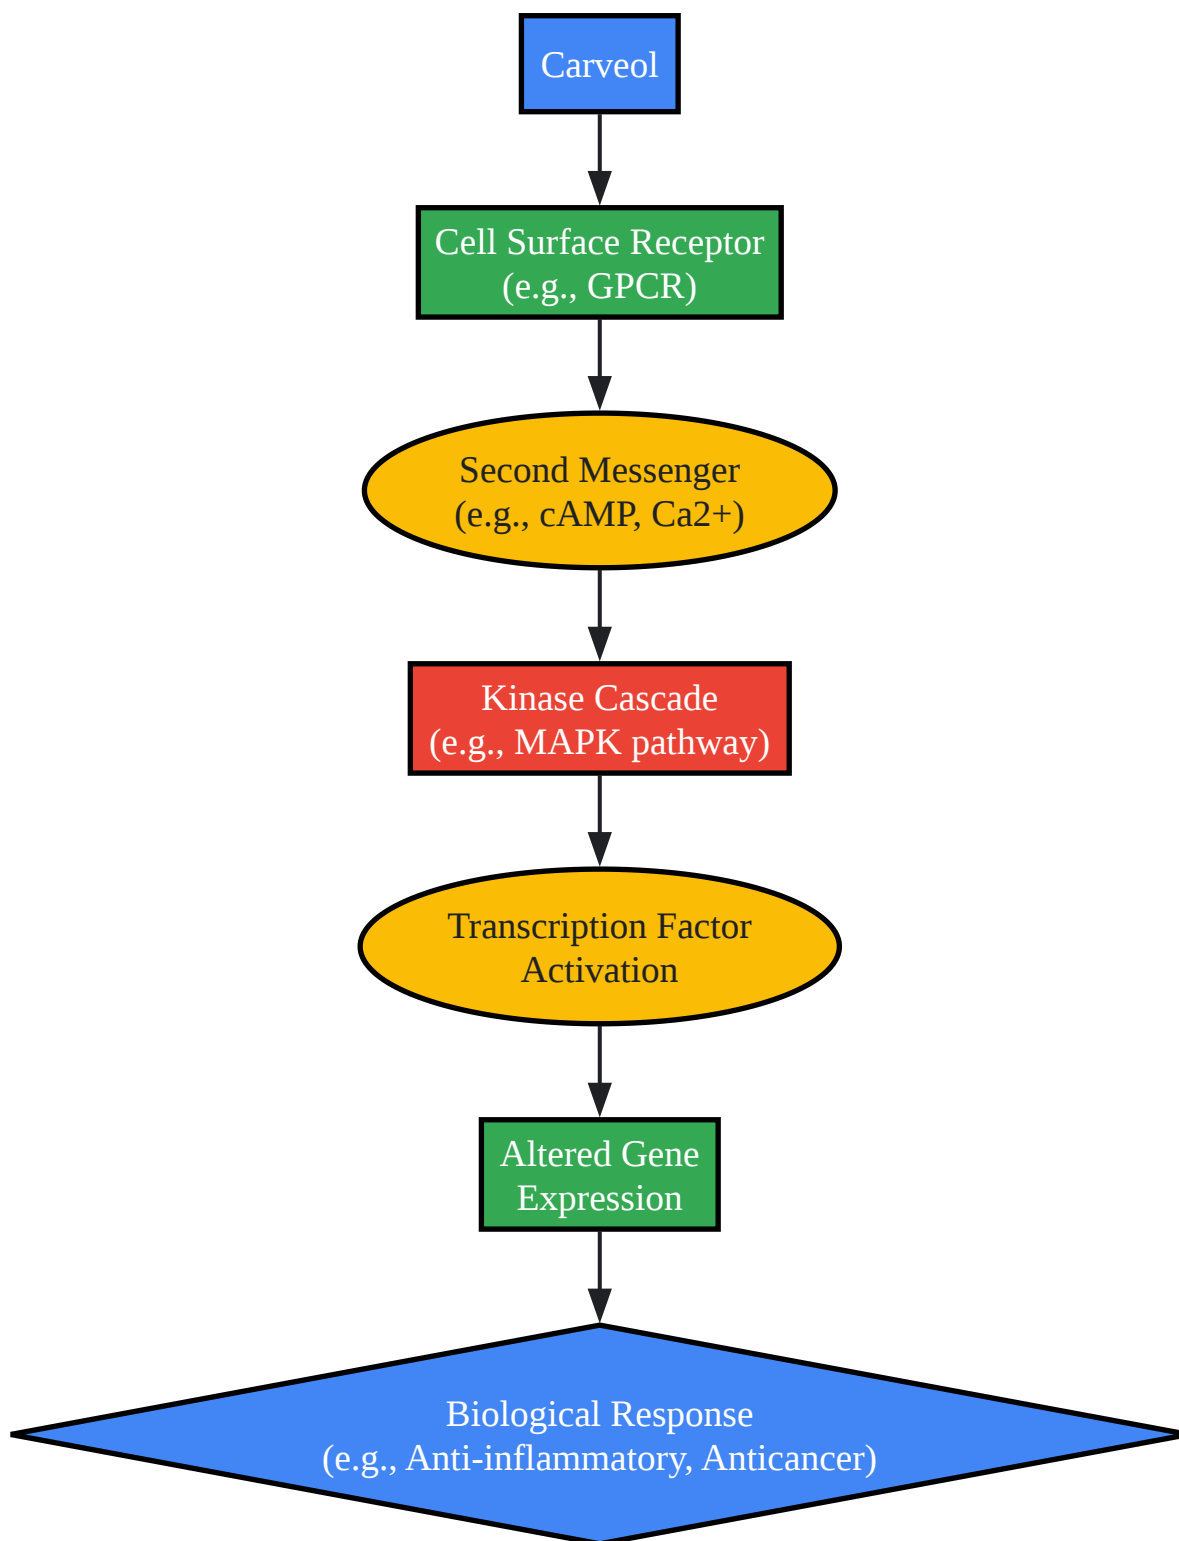 Carveol
Cell Surface Receptor
(e.g., GPCR)
Second Messenger
(e.g., cAMP, Ca2+)
Kinase Cascade
(e.g., MAPK pathway)
Transcription Factor
Activation
Altered Gene
Expression
Biological Response
(e.g., Anti-inflammatory, Anticancer)